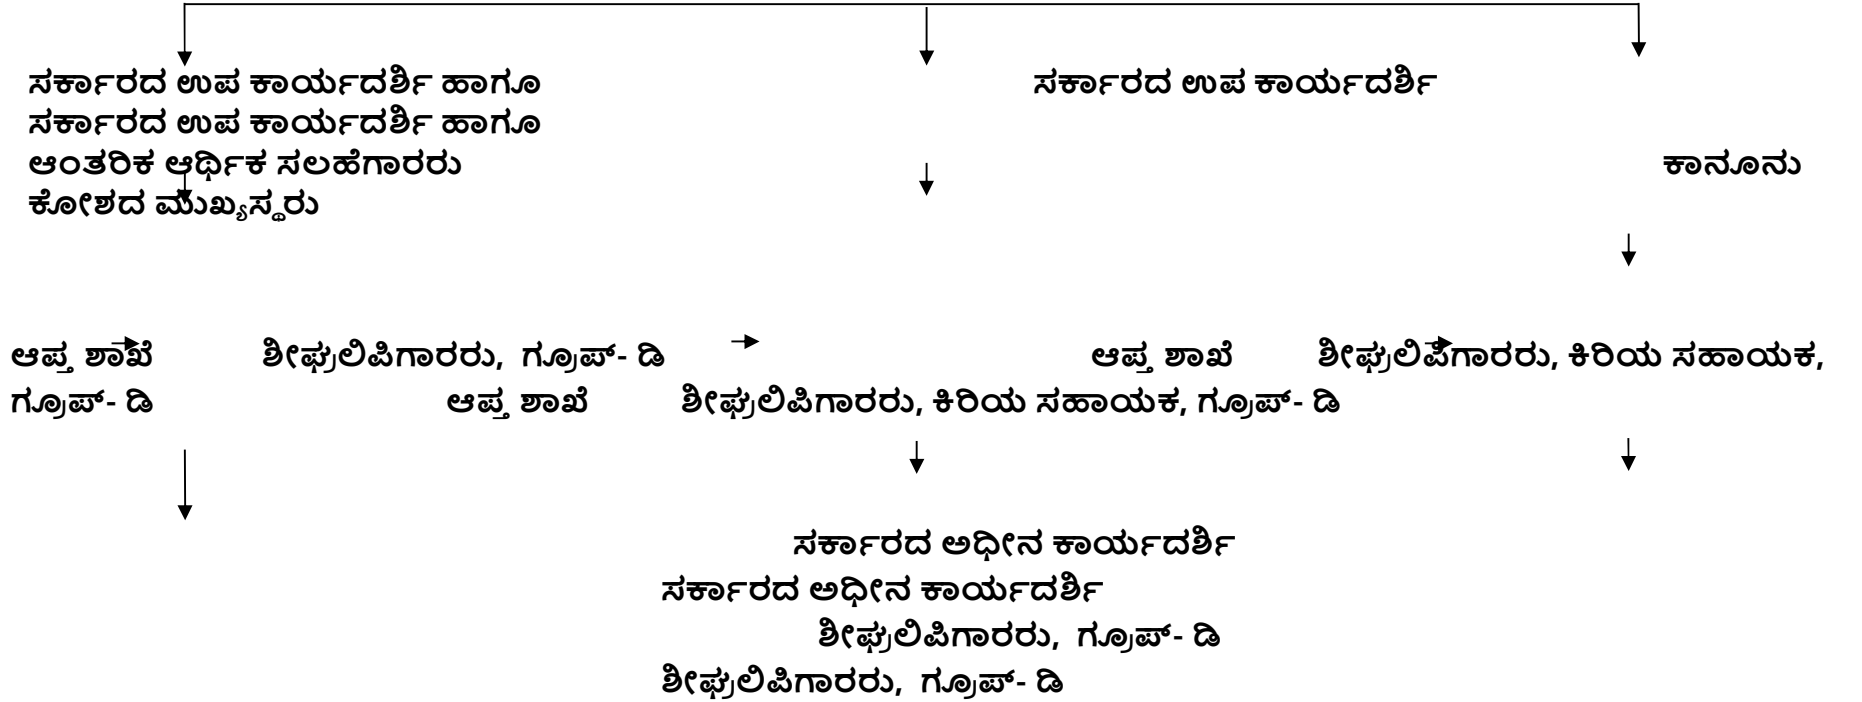 ಸರ್ಕಾರದ ಉಪ ಕಾರ್ಯದರ್ಶಿ ಹಾಗೂ ಸರ್ಕಾರದ ಉಪ ಕಾರ್ಯದರ್ಶಿ
ಸರ್ಕಾರದ ಉಪ ಕಾರ್ಯದರ್ಶಿ ಹಾಗೂ
ಆಂತರಿಕ ಆರ್ಥಿಕ ಸಲಹೆಗಾರರು ಕಾನೂನು
ಕೋಶದ ಮುಖ್ಯಸ್ಥರು
ಆಪ್ತ ಶಾಖೆ ಶೀಘ್ರಲಿಪಿಗಾರರು, ಗ್ರೂಪ್- ಡಿ ಆಪ್ತ ಶಾಖೆ ಶೀಘ್ರಲಿಪಿಗಾರರು, ಕಿರಿಯ ಸಹಾಯಕ,
ಗ್ರೂಪ್- ಡಿ ಆಪ್ತ ಶಾಖೆ ಶೀಘ್ರಲಿಪಿಗಾರರು, ಕಿರಿಯ ಸಹಾಯಕ, ಗ್ರೂಪ್- ಡಿ
ಸರ್ಕಾರದ ಅಧೀನ ಕಾರ್ಯದರ್ಶಿ
ಸರ್ಕಾರದ ಅಧೀನ ಕಾರ್ಯದರ್ಶಿ
ಶೀಘ್ರಲಿಪಿಗಾರರು, ಗ್ರೂಪ್- ಡಿ
ಶೀಘ್ರಲಿಪಿಗಾರರು, ಗ್ರೂಪ್- ಡಿ